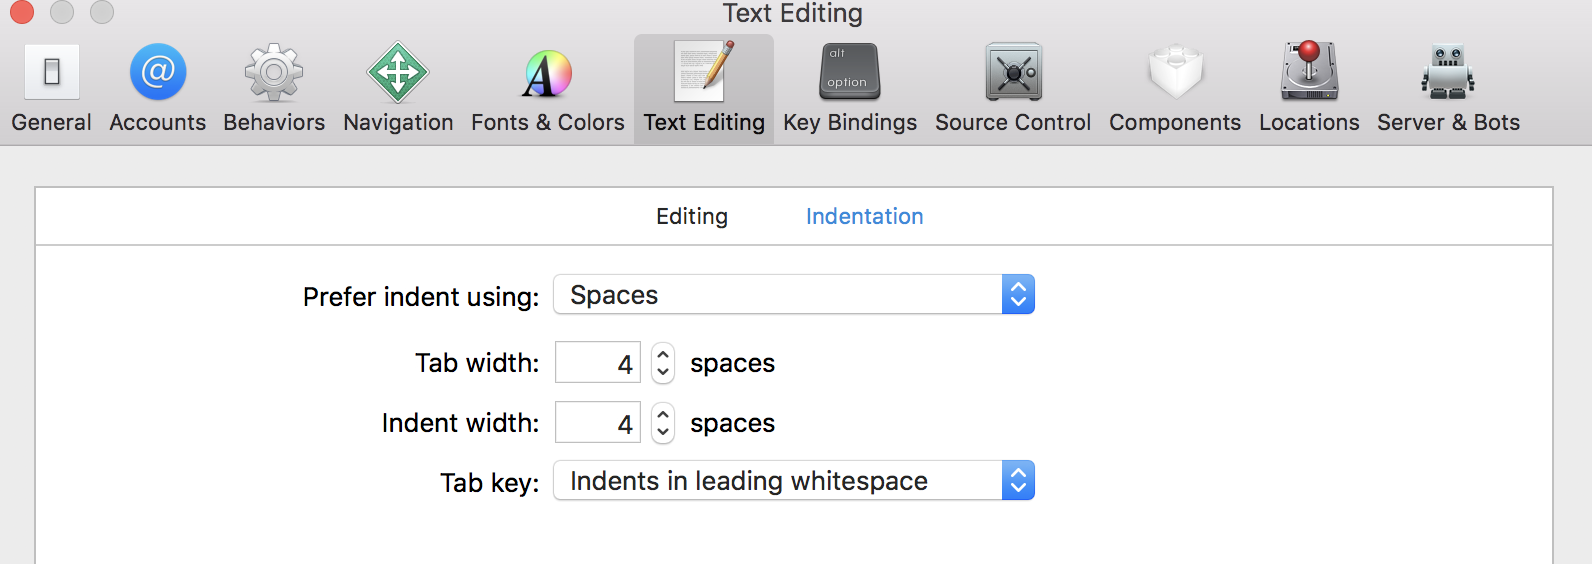 Text Editing
@
A
alt
option
General Accounts Behaviors Navigation Fonts & Colors Text Editing Key Bindings Source Control Components Locations Server & Bots
Editing Indentation
Prefer indent using: Spaces
Tab width: 4 spaces
Indent width: 4 spaces
Tab key: Indents in leading whitespace